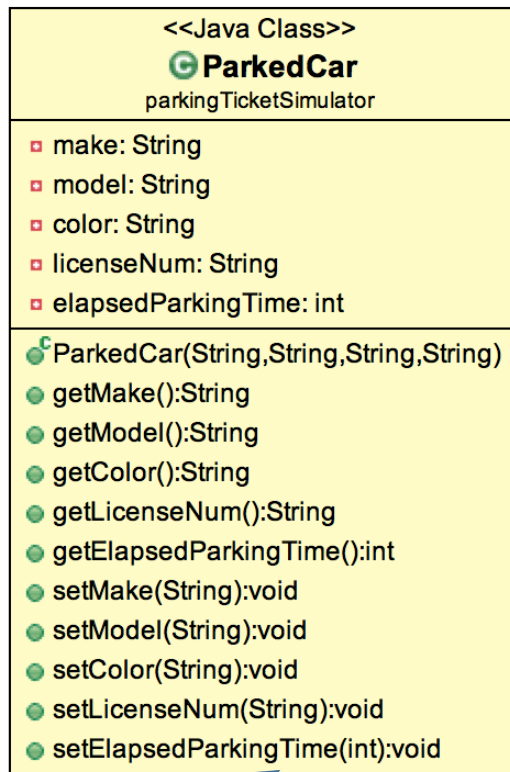 <<Java Class>>
C ParkedCar
parkingTicketSimulator
make: String
model: String
color: String
licenseNum: String
elapsedParkingTime: int
C ParkedCar(String,String,String,String)
getMake():String
getModel():String
getColor():String
getLicenseNum():String
getElapsedParkingTime():int
setMake(String):void
setModel(String):void
setColor(String):void
setLicenseNum(String):void
setElapsedParkingTime(int):void